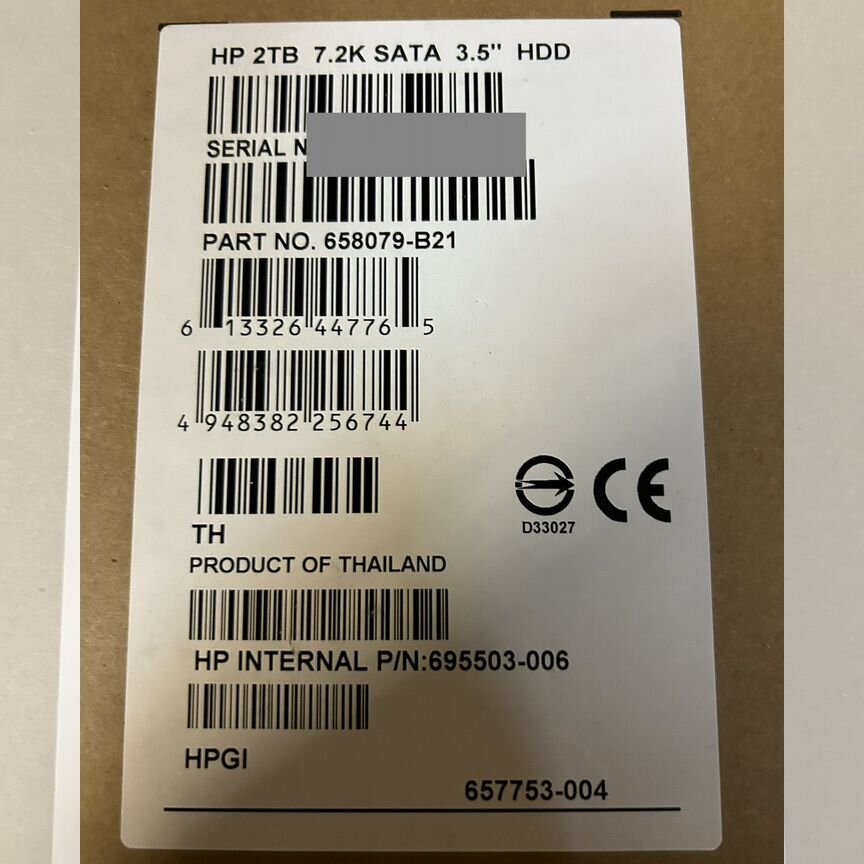 HP 2TB 7.2K SATA 3.5" HDD
SERIAL N
PART NO. 658079-B21
6 13326 44776 5
4 948382 256744
D33027
CE
TH
PRODUCT OF THAILAND
HP INTERNAL P/N:695503-006
HPGI
657753-004